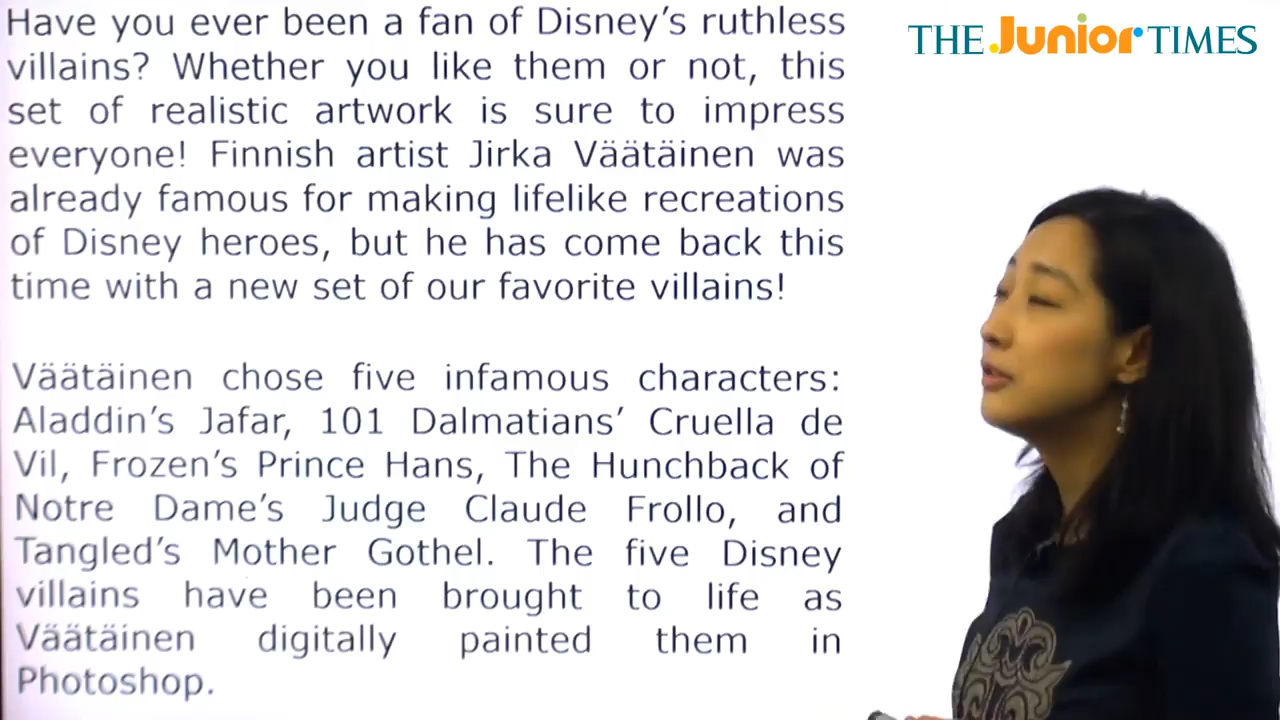 Have you ever been a fan of Disney's ruthless
villains? Whether you like them or not, this
set of realistic artwork is sure to impress
everyone! Finnish artist Jirka Väätäinen was
already famous for making lifelike recreations
of Disney heroes, but he has come back this
time with a new set of our favorite villains!
Väätäinen chose five infamous characters:
Aladdin's Jafar, 101 Dalmatians' Cruella de
Vil, Frozen's Prince Hans, The Hunchback of
Notre Dame's Judge Claude Frollo, and
Tangled's Mother Gothel. The five Disney
villains have been brought to life as
Väätäinen digitally painted them in
Photoshop.
THE Junior TIMES